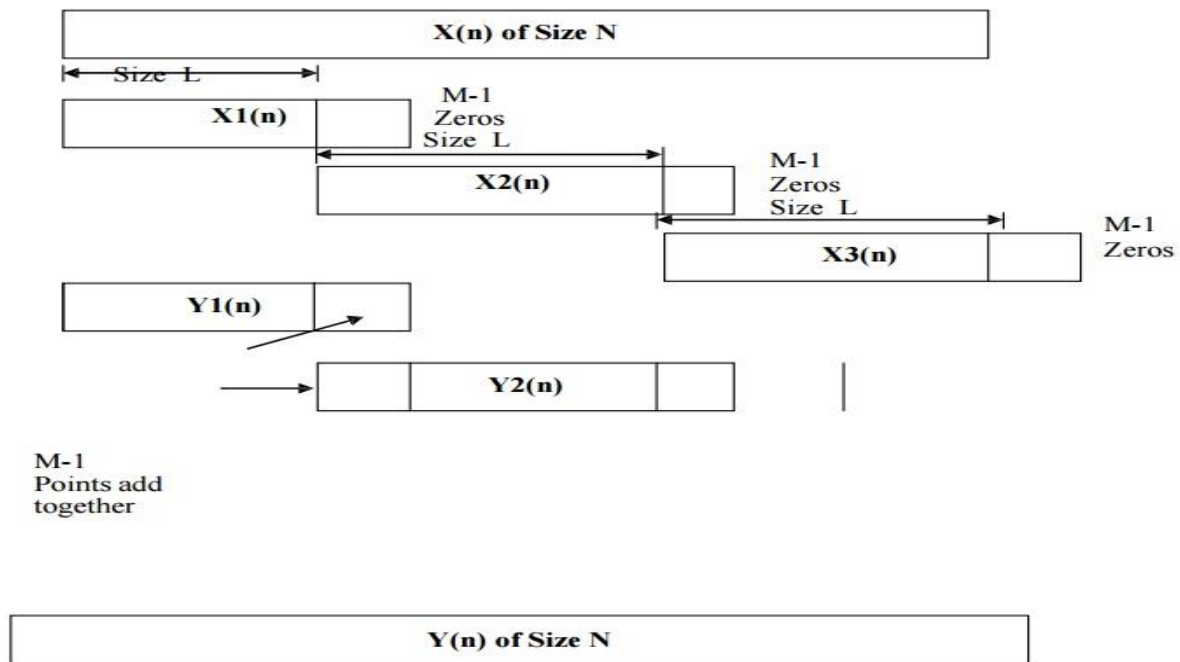 X(n) of Size N
Size L
X1(n)
M-1
Zeros
Size L
X2(n)
M-1
Zeros
Size L
X3(n)
M-1
Zeros
Y1(n)
Y2(n)
M-1
Points add
together
Y(n) of Size N